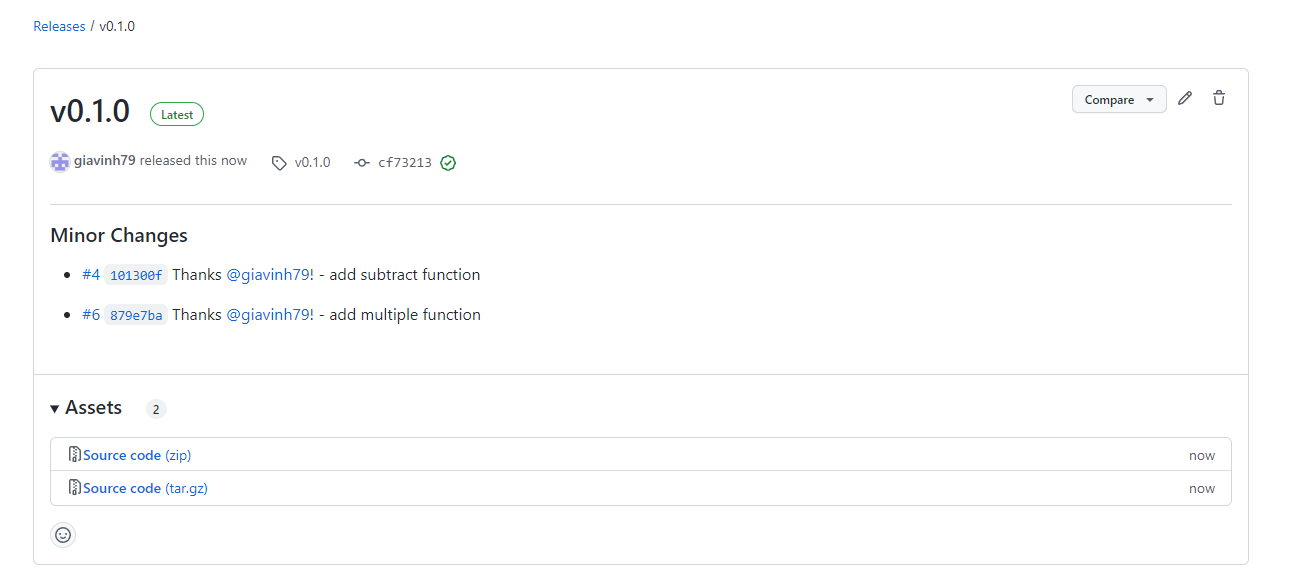 Releases / v0.1.0
v0.1.0 Latest Compare
giavinh79 released this now v0.1.0 cf73213
Minor Changes
#4 101300f Thanks @giavinh79! - add subtract function
#6 879e7ba Thanks @giavinh79! - add multiple function
Assets 2
Source code (zip) now
Source code (tar.gz) now